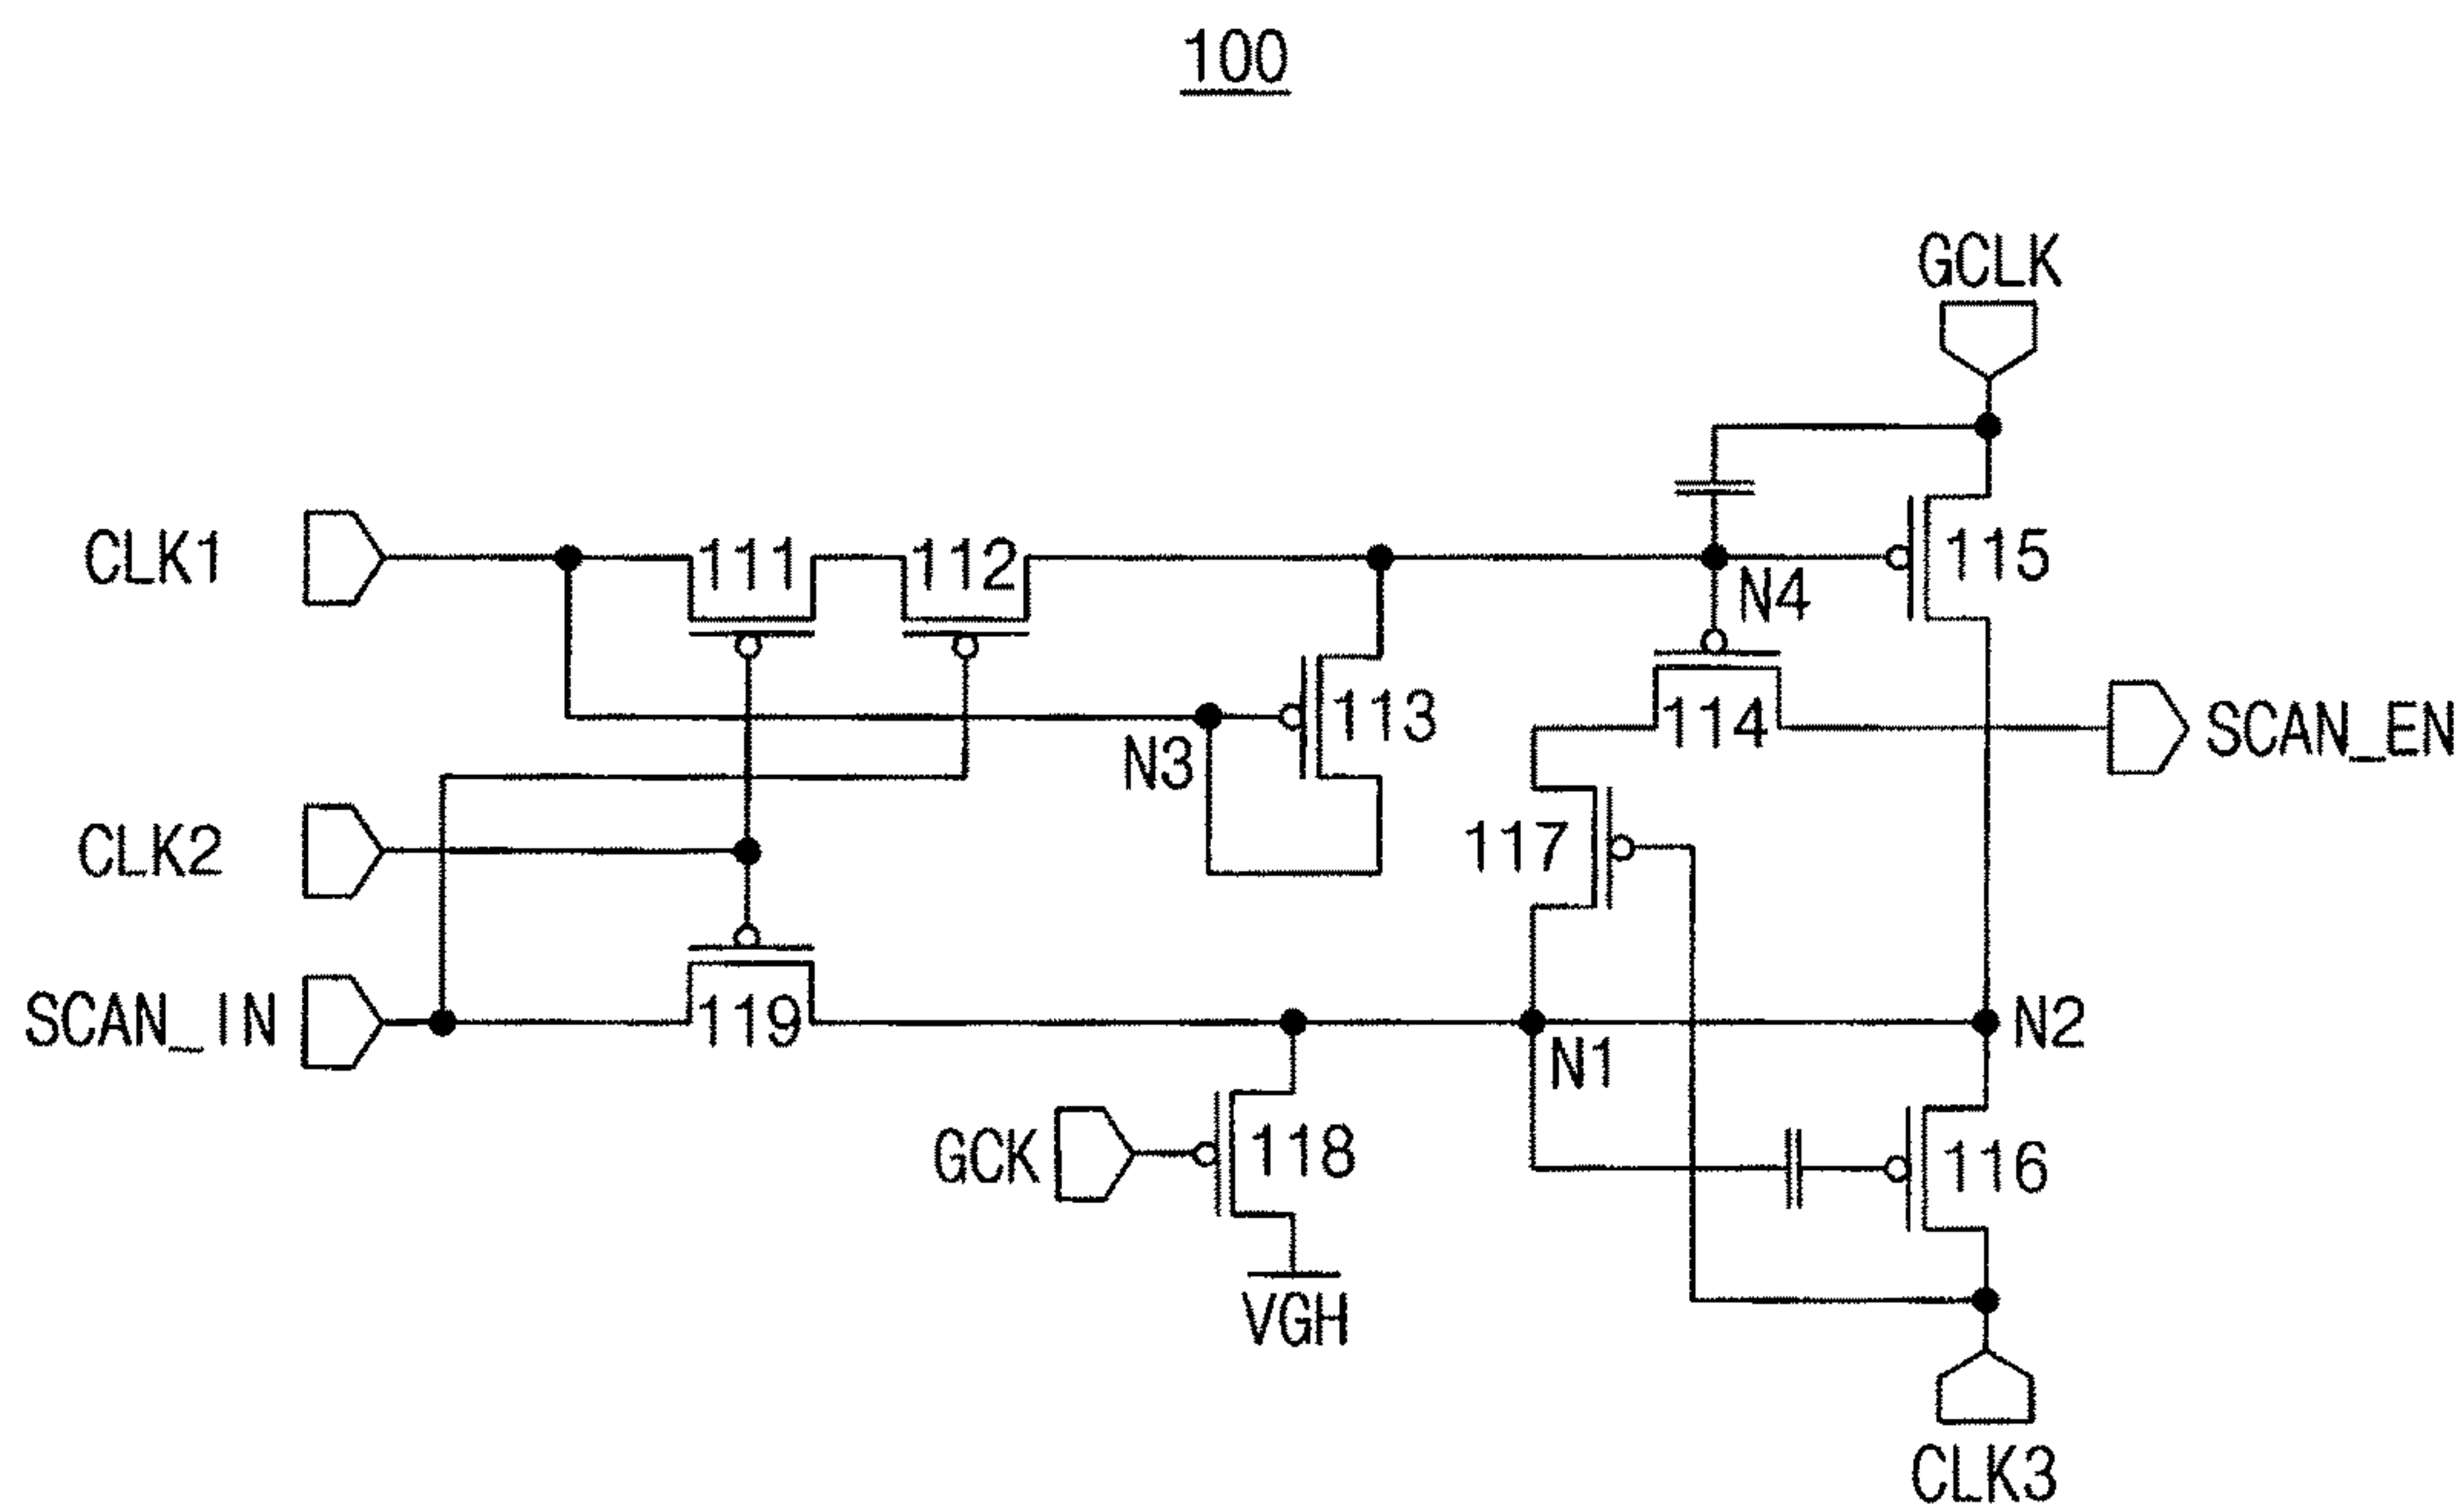 100
GCLK
CLK1
111
112
115
N4
113
114
SCAN_EN
N3
117
CLK2
119
SCAN_IN
N1
N2
GCK
118
116
VGH
CLK3